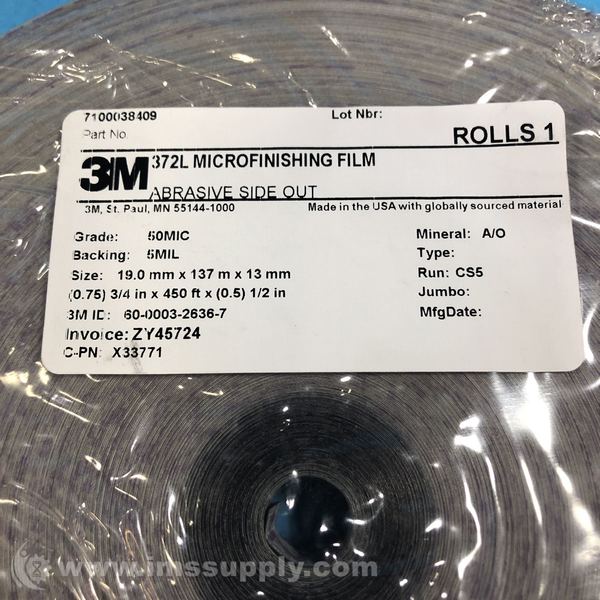 7100038409 Lot Nbr:
Part No. ROLLS 1
3M 372L MICROFINISHING FILM
ABRASIVE SIDE OUT
3M, St. Paul, MN 55144-1000 Made in the USA with globally sourced material
Grade: 50MIC Mineral: A/O
Backing: 5MIL Type:
Size: 19.0 mm x 137 m x 13 mm Run: CS5
(0.75) 3/4 in x 450 ft x (0.5) 1/2 in Jumbo:
3M ID: 60-0003-2636-7 MfgDate:
Invoice: ZY45724
C-PN: X33771
www.imssupply.com